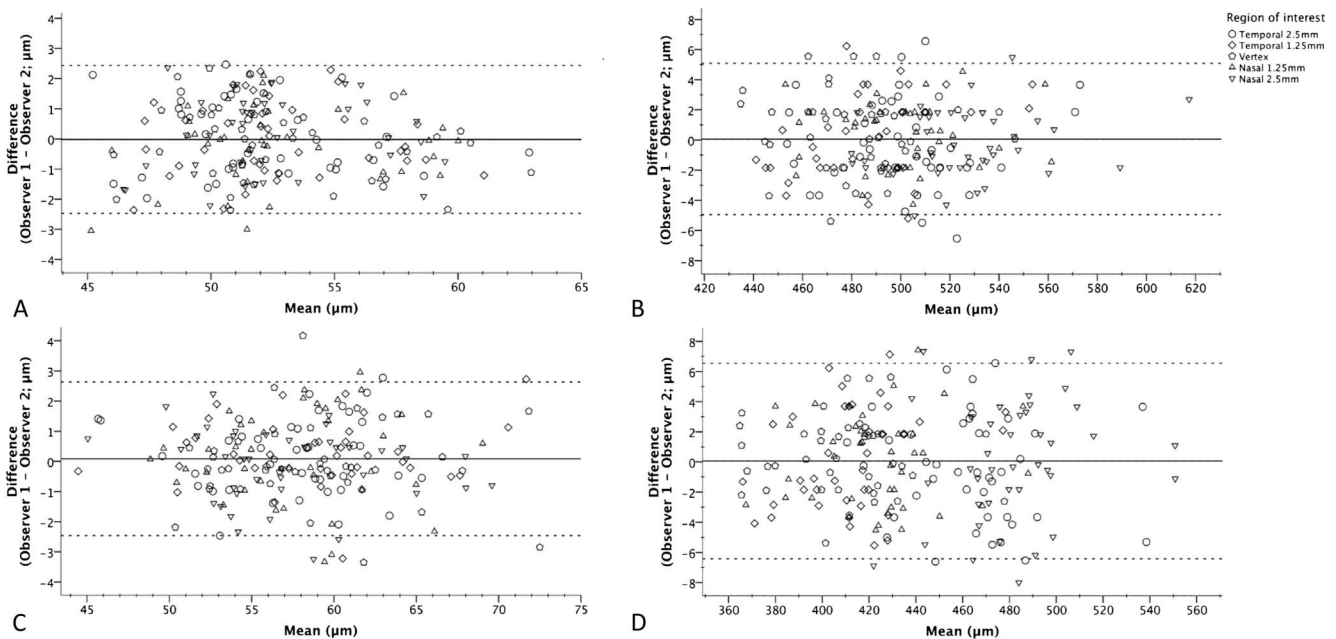 4
3
2
1
0
-1
-2
-3
-4
Difference
(Observer 1 – Observer 2; µm)
45 50 55 60 65
Mean (µm)
A
8
6
4
2
0
-2
-4
-6
-8
Difference
(Observer 1 – Observer 2; µm)
420 440 460 480 500 520 540 560 580 600 620
Mean (µm)
B
Region of interest
Temporal 2.5mm
Temporal 1.25mm
Vertex
Nasal 1.25mm
Nasal 2.5mm
4
3
2
1
0
-1
-2
-3
-4
Difference
(Observer 1 – Observer 2; µm)
45 50 55 60 65 70 75
Mean (µm)
C
8
6
4
2
0
-2
-4
-6
-8
Difference
(Observer 1 – Observer 2; µm)
360 380 400 420 440 460 480 500 520 540 560
Mean (µm)
D